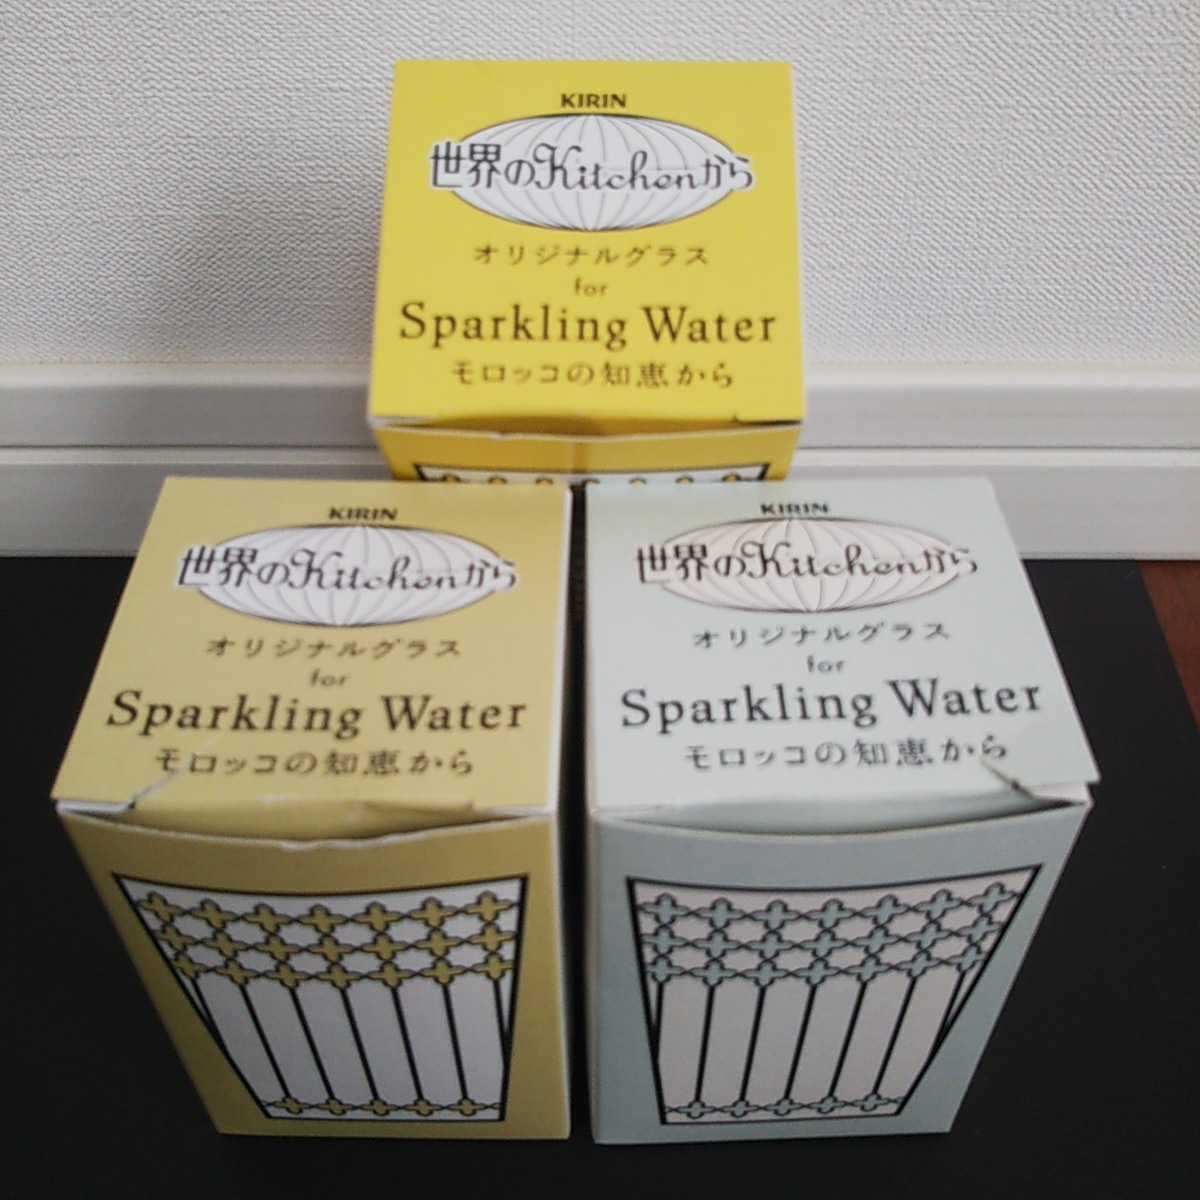 KIRIN
世界のKitchenから
オリジナルグラス
for
Sparkling Water
モロッコの知恵から
KIRIN
世界のKitchenから
オリジナルグラス
for
Sparkling Water
モロッコの知恵から
KIRIN
世界のKitchenから
オリジナルグラス
for
Sparkling Water
モロッコの知恵から